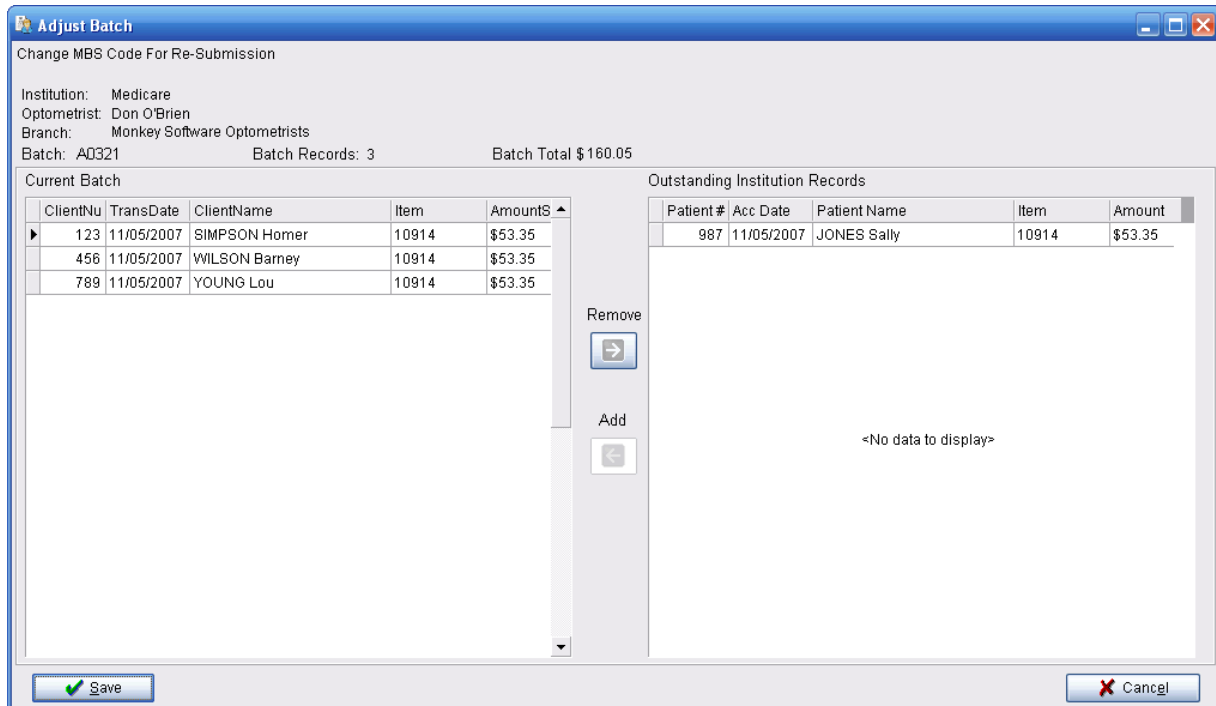 Adjust Batch
Change MBS Code For Re-Submission
Institution: Medicare
Optometrist: Don O'Brien
Branch: Monkey Software Optometrists
Batch: A0321 Batch Records: 3 Batch Total $160.05
Current Batch
ClientNu TransDate ClientName Item AmountS
123 11/05/2007 SIMPSON Homer 10914 $53.35
456 11/05/2007 WILSON Barney 10914 $53.35
789 11/05/2007 YOUNG Lou 10914 $53.35
Remove
Add
Outstanding Institution Records
Patient # Acc Date Patient Name Item Amount
987 11/05/2007 JONES Sally 10914 $53.35
<No data to display>
Save
Cancel